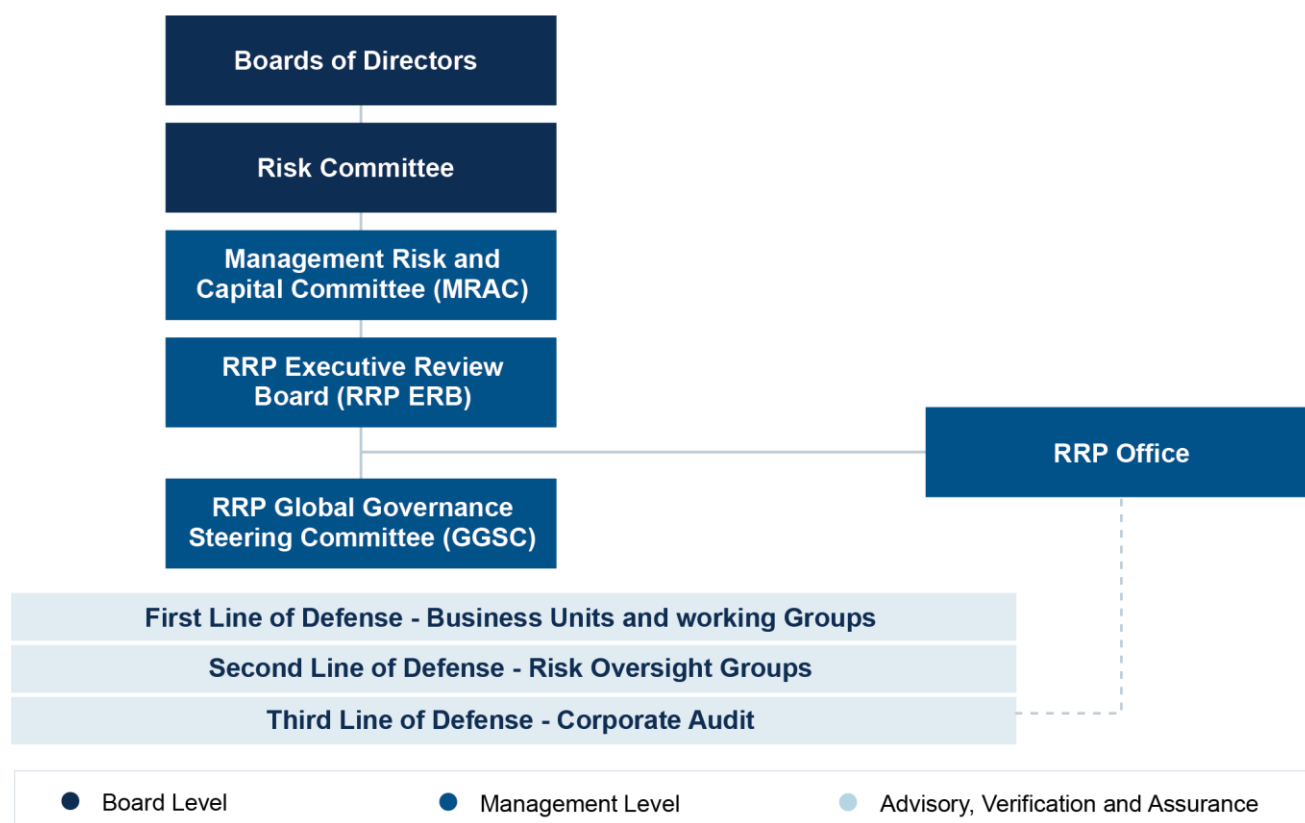 Boards of Directors
Risk Committee
Management Risk and
Capital Committee (MRAC)
RRP Executive Review
Board (RRP ERB)
RRP Office
RRP Global Governance
Steering Committee (GGSC)
First Line of Defense - Business Units and working Groups
Second Line of Defense - Risk Oversight Groups
Third Line of Defense - Corporate Audit
Board Level
Management Level
Advisory, Verification and Assurance